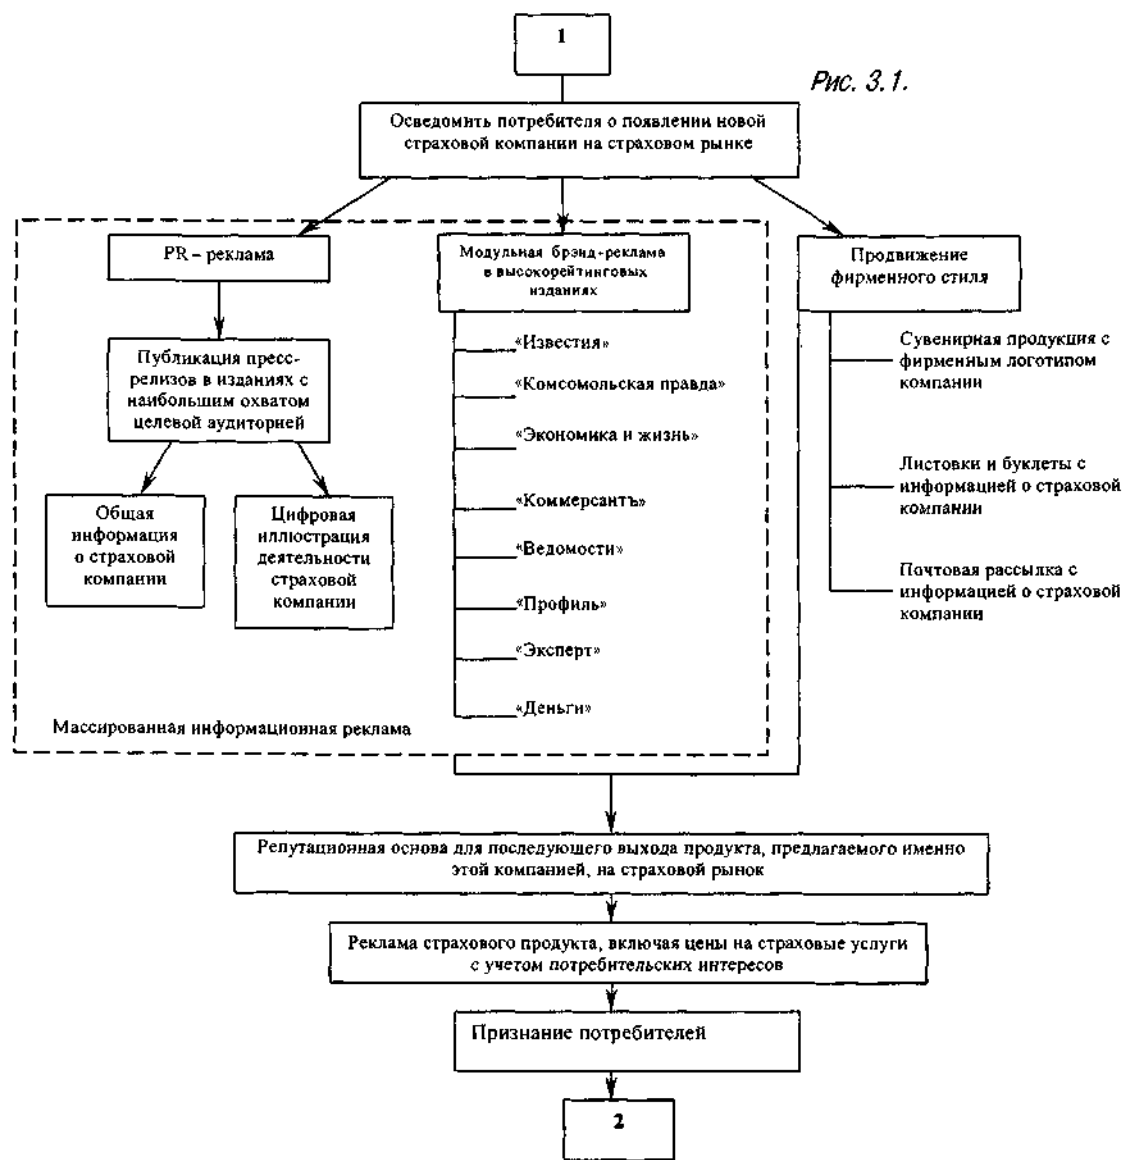 1
Рис. 3.1.
Осведомить потребителя о появлении новой
страховой компании на страховом рынке
PR – реклама
Модульная брэнд-реклама
в высокорейтинговых
изданиях
Продвижение
фирменного стиля
Публикация пресс-
релизов в изданиях с
наибольшим охватом
целевой аудиторией
Общая
информация
о страховой
компании
Цифровая
иллюстрация
деятельности
страховой
компании
«Известия»
«Комсомольская правда»
«Экономика и жизнь»
«Коммерсантъ»
«Ведомости»
«Профиль»
«Эксперт»
«Деньги»
Сувенирная продукция с
фирменным логотипом
компании
Листовки и буклеты с
информацией о страховой
компании
Почтовая рассылка с
информацией о страховой
компании
Массированная информационная реклама
Репутационная основа для последующего выхода продукта, предлагаемого именно
этой компанией, на страховой рынок
Реклама страхового продукта, включая цены на страховые услуги
с учетом потребительских интересов
Признание потребителей
2